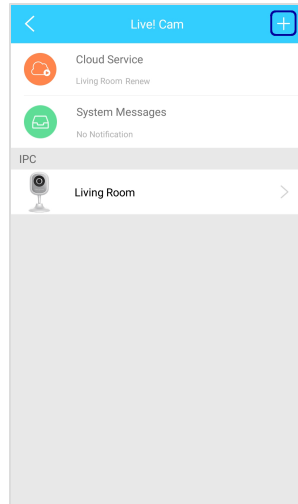 Live! Cam
Cloud Service
Living Room Renew
System Messages
No Notification
IPC
Living Room